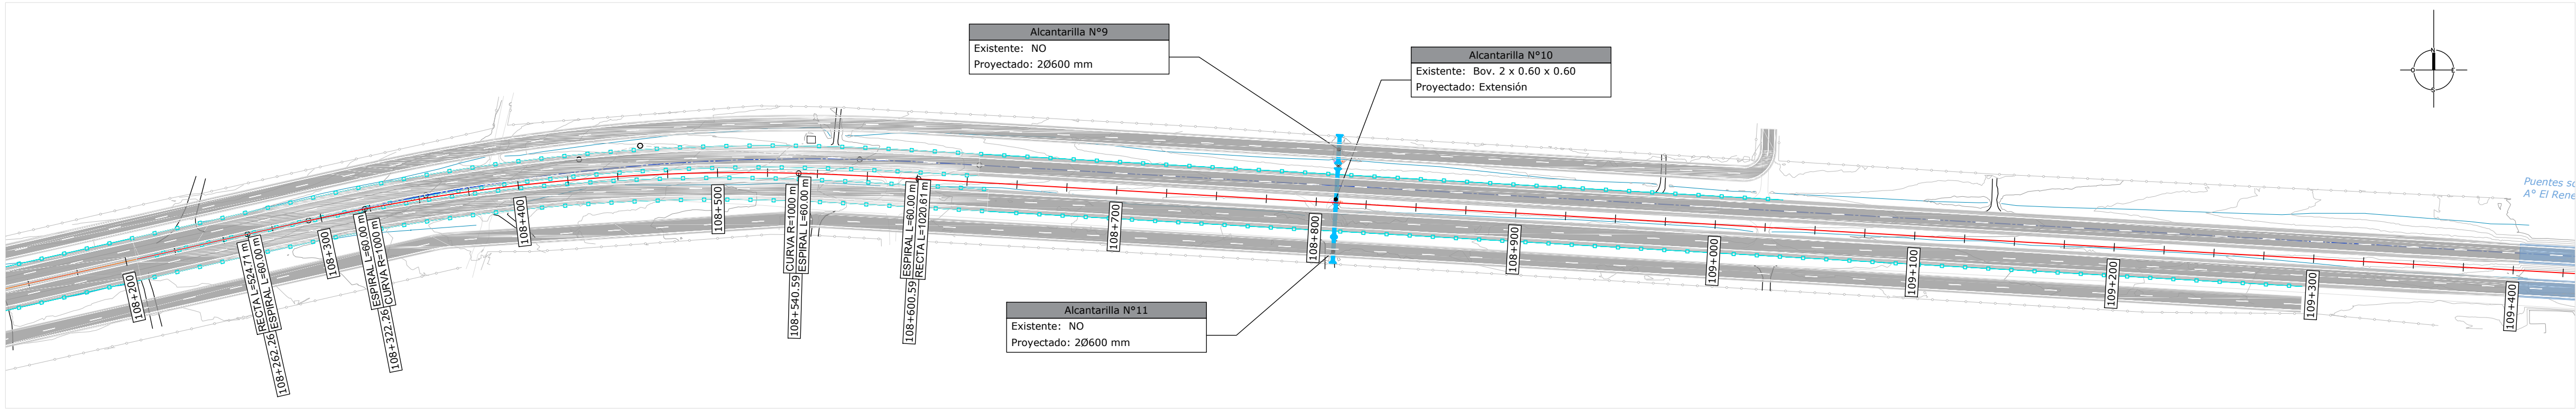 Alcantarilla N°9
Existente: NO
Proyectado: 2Ø600 mm
Alcantarilla N°10
Existente: Bov. 2 x 0.60 x 0.60
Proyectado: Extensión
N
O
E
S
Puentes so
A° El Rene
108+200
RECTA L=524.71 m
108+262.26
ESPIRAL L=60.00 m
108+300
ESPIRAL L=60.00 m
108+322.26
CURVA R=1000 m
108+400
108+500
CURVA R=1000 m
108+540.59
ESPIRAL L=60.00 m
ESPIRAL L=60.00 m
108+600.59
RECTA L=1020.61 m
108+700
108+800
108+900
109+000
109+100
109+200
109+300
109+400
Alcantarilla N°11
Existente: NO
Proyectado: 2Ø600 mm